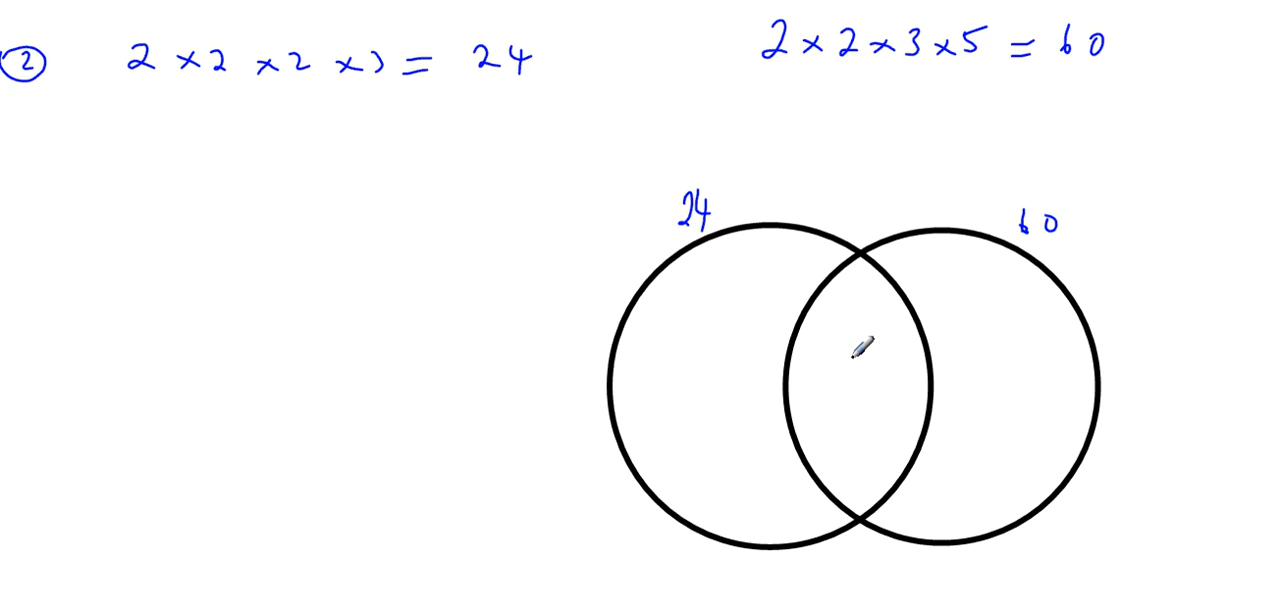 ② 2 × 2 × 2 × 3 = 24
2 × 2 × 3 × 5 = 60
24
60